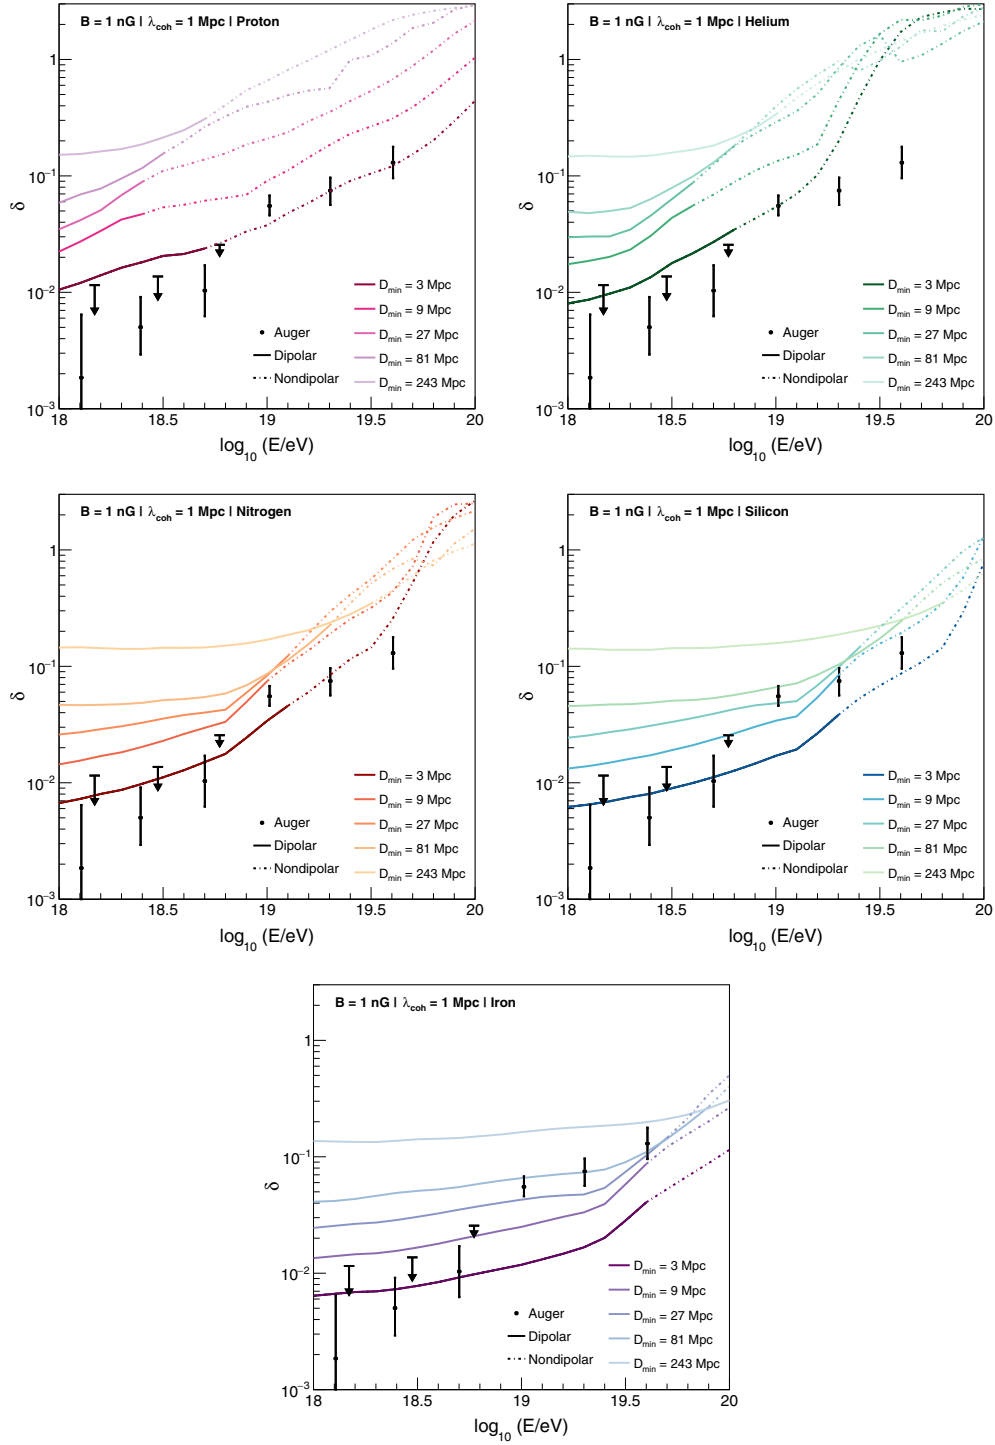 B = 1 nG | λcoh = 1 Mpc | Proton
1
10⁻¹
10⁻²
10⁻³
δ
Auger
Dipolar
Nondipolar
Dmin = 3 Mpc
Dmin = 9 Mpc
Dmin = 27 Mpc
Dmin = 81 Mpc
Dmin = 243 Mpc
18 18.5 19 19.5 20
log10 (E/eV)
B = 1 nG | λcoh = 1 Mpc | Helium
1
10⁻¹
10⁻²
10⁻³
δ
Auger
Dipolar
Nondipolar
Dmin = 3 Mpc
Dmin = 9 Mpc
Dmin = 27 Mpc
Dmin = 81 Mpc
Dmin = 243 Mpc
18 18.5 19 19.5 20
log10 (E/eV)
B = 1 nG | λcoh = 1 Mpc | Nitrogen
1
10⁻¹
10⁻²
10⁻³
δ
Auger
Dipolar
Nondipolar
Dmin = 3 Mpc
Dmin = 9 Mpc
Dmin = 27 Mpc
Dmin = 81 Mpc
Dmin = 243 Mpc
18 18.5 19 19.5 20
log10 (E/eV)
B = 1 nG | λcoh = 1 Mpc | Silicon
1
10⁻¹
10⁻²
10⁻³
δ
Auger
Dipolar
Nondipolar
Dmin = 3 Mpc
Dmin = 9 Mpc
Dmin = 27 Mpc
Dmin = 81 Mpc
Dmin = 243 Mpc
18 18.5 19 19.5 20
log10 (E/eV)
B = 1 nG | λcoh = 1 Mpc | Iron
1
10⁻¹
10⁻²
10⁻³
δ
Auger
Dipolar
Nondipolar
Dmin = 3 Mpc
Dmin = 9 Mpc
Dmin = 27 Mpc
Dmin = 81 Mpc
Dmin = 243 Mpc
18 18.5 19 19.5 20
log10 (E/eV)